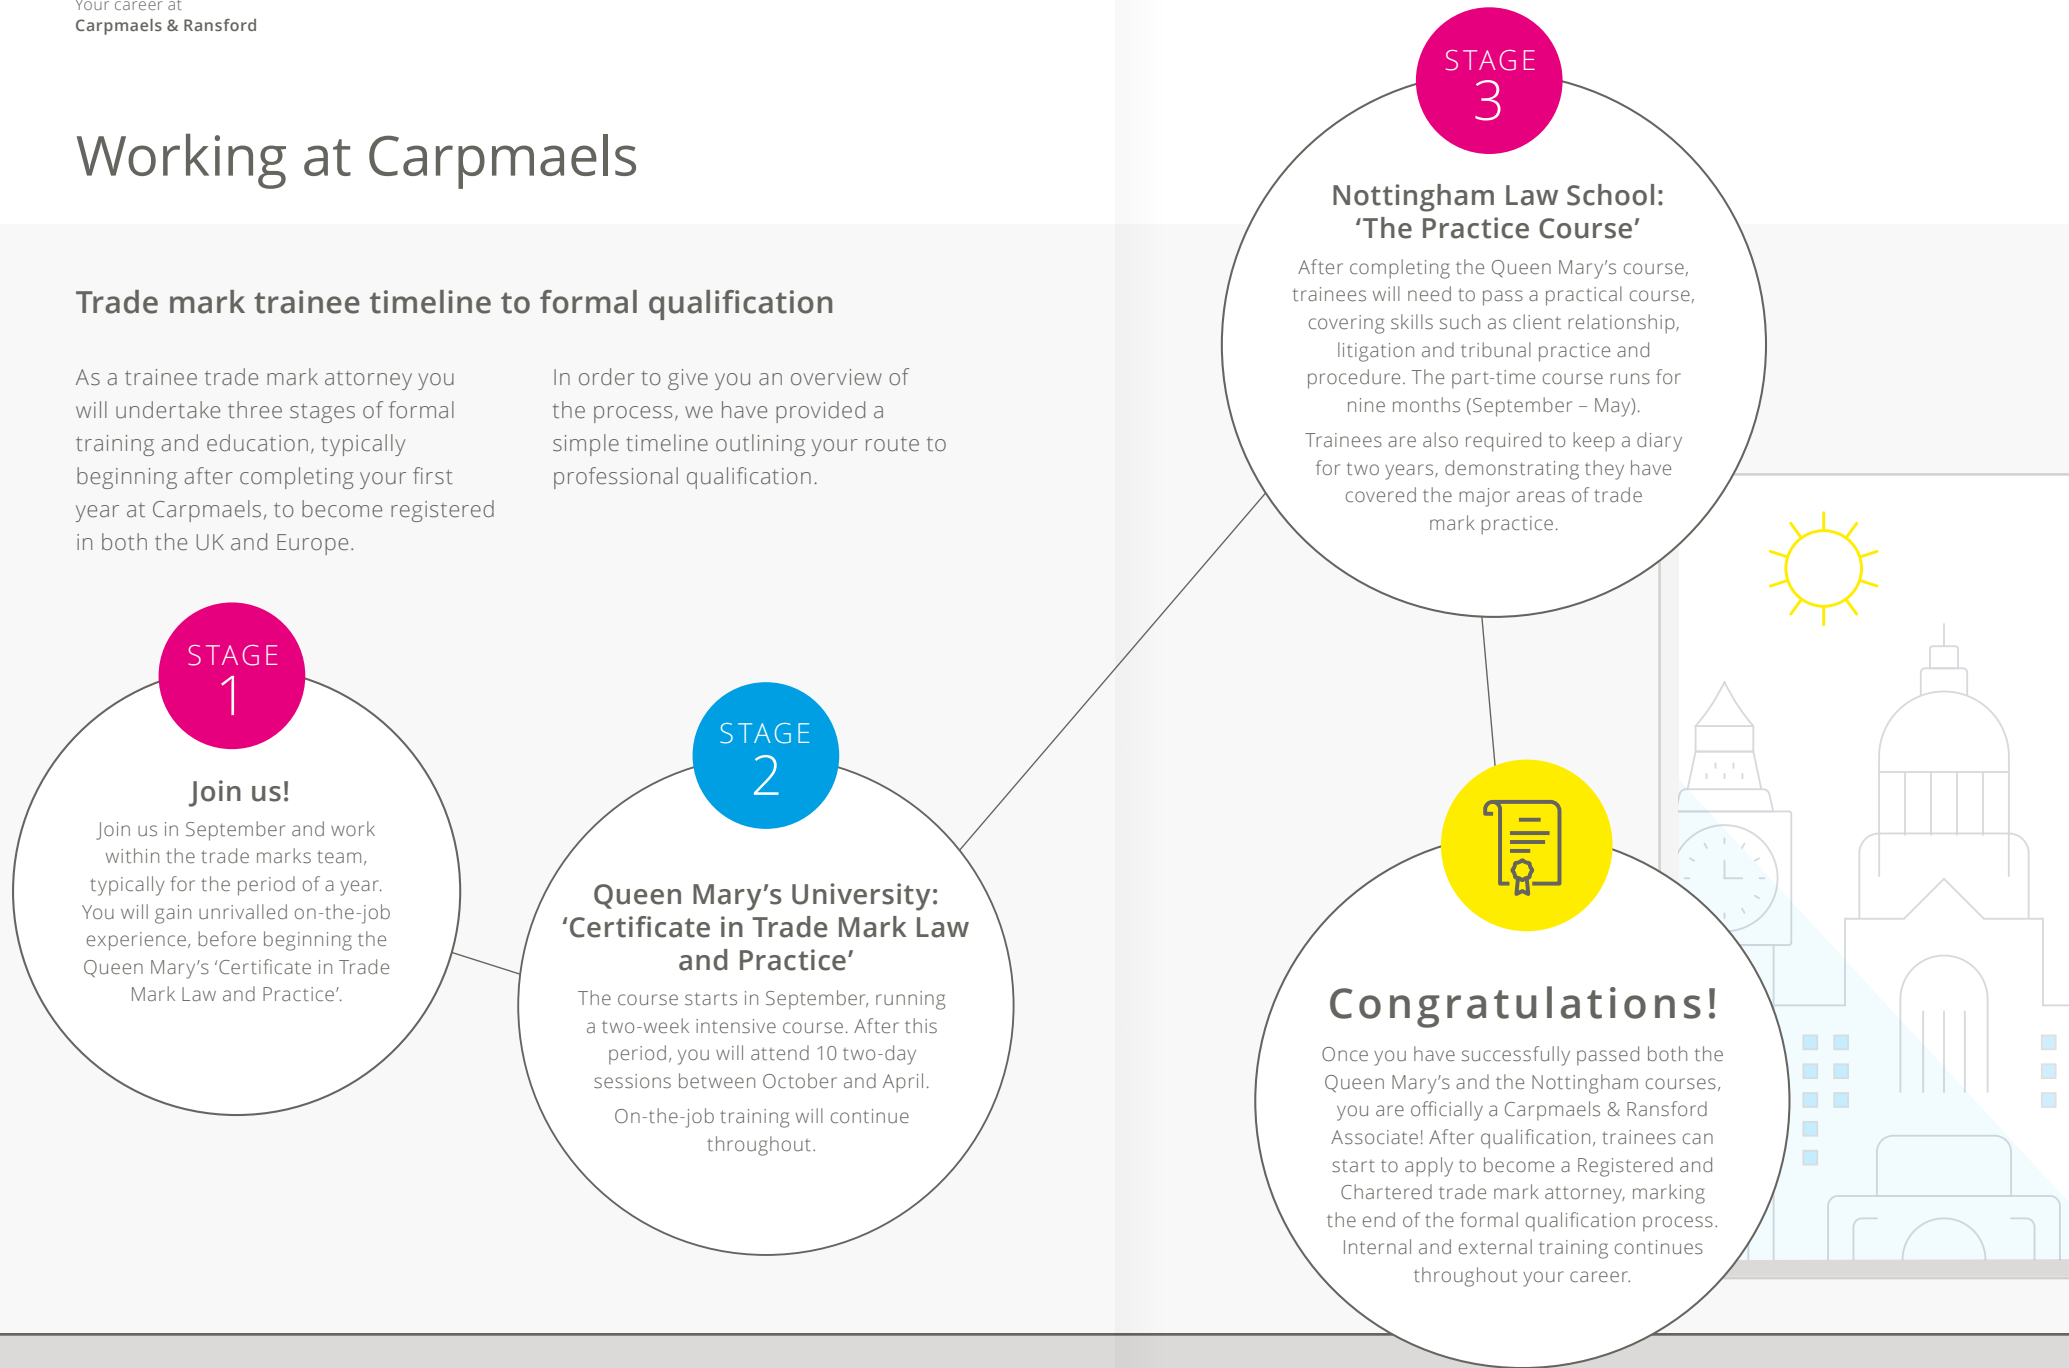 Your career at
Carpmaels & Ransford
Working at Carpmaels
Trade mark trainee timeline to formal qualification
As a trainee trade mark attorney you
will undertake three stages of formal
training and education, typically
beginning after completing your first
year at Carpmaels, to become registered
in both the UK and Europe.
In order to give you an overview of
the process, we have provided a
simple timeline outlining your route to
professional qualification.
STAGE
1
Join us!
Join us in September and work
within the trade marks team,
typically for the period of a year.
You will gain unrivalled on-the-job
experience, before beginning the
Queen Mary’s ‘Certificate in Trade
Mark Law and Practice’.
STAGE
2
Queen Mary’s University:
‘Certificate in Trade Mark Law
and Practice’
The course starts in September, running
a two-week intensive course. After this
period, you will attend 10 two-day
sessions between October and April.
On-the-job training will continue
throughout.
STAGE
3
Nottingham Law School:
‘The Practice Course’
After completing the Queen Mary’s course,
trainees will need to pass a practical course,
covering skills such as client relationship,
litigation and tribunal practice and
procedure. The part-time course runs for
nine months (September – May).
Trainees are also required to keep a diary
for two years, demonstrating they have
covered the major areas of trade
mark practice.
Congratulations!
Once you have successfully passed both the
Queen Mary’s and the Nottingham courses,
you are officially a Carpmaels & Ransford
Associate! After qualification, trainees can
start to apply to become a Registered and
Chartered trade mark attorney, marking
the end of the formal qualification process.
Internal and external training continues
throughout your career.